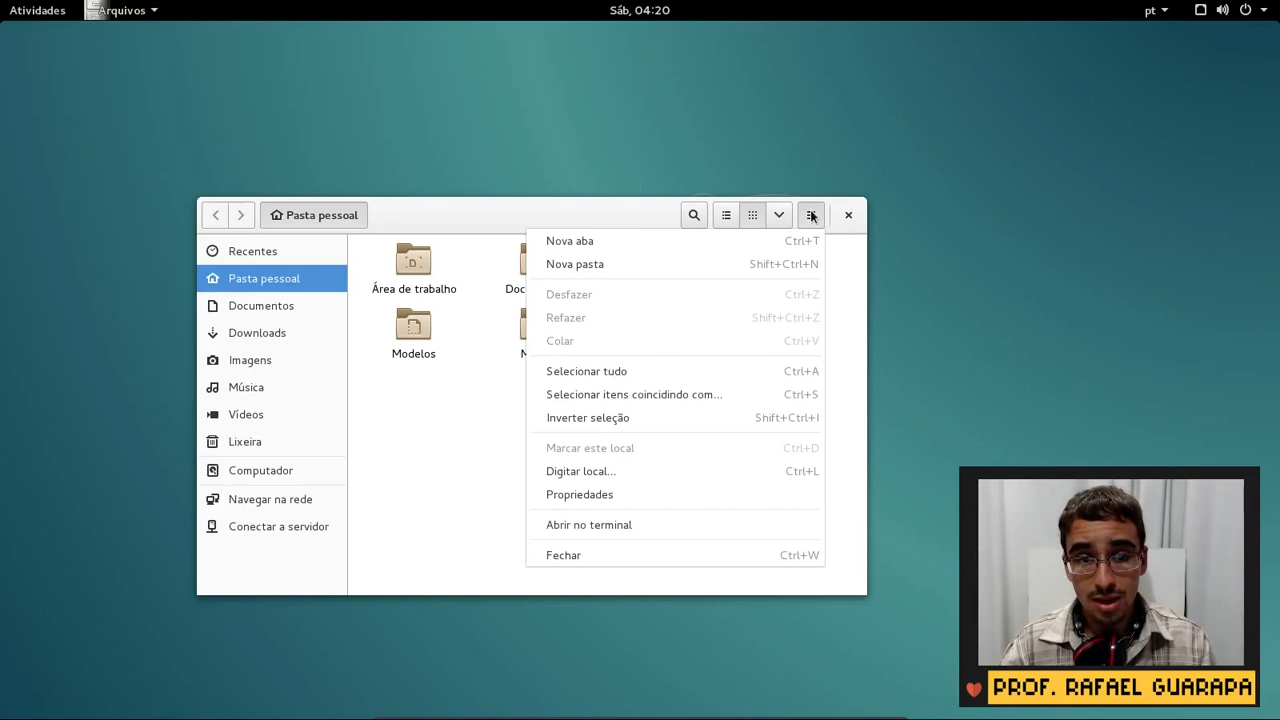 Atividades
Arquivos
Sáb, 04:20
pt
Pasta pessoal
Recentes
Pasta pessoal
Documentos
Downloads
Imagens
Música
Vídeos
Lixeira
Computador
Navegar na rede
Conectar a servidor
Área de trabalho
Doc
Modelos
Nova aba Ctrl+T
Nova pasta Shift+Ctrl+N
Desfazer Ctrl+Z
Refazer Shift+Ctrl+Z
Colar Ctrl+V
Selecionar tudo Ctrl+A
Selecionar itens coincidindo com... Ctrl+S
Inverter seleção Shift+Ctrl+I
Marcar este local Ctrl+D
Digitar local... Ctrl+L
Propriedades
Abrir no terminal
Fechar Ctrl+W
PROF. RAFAEL GUARAPA